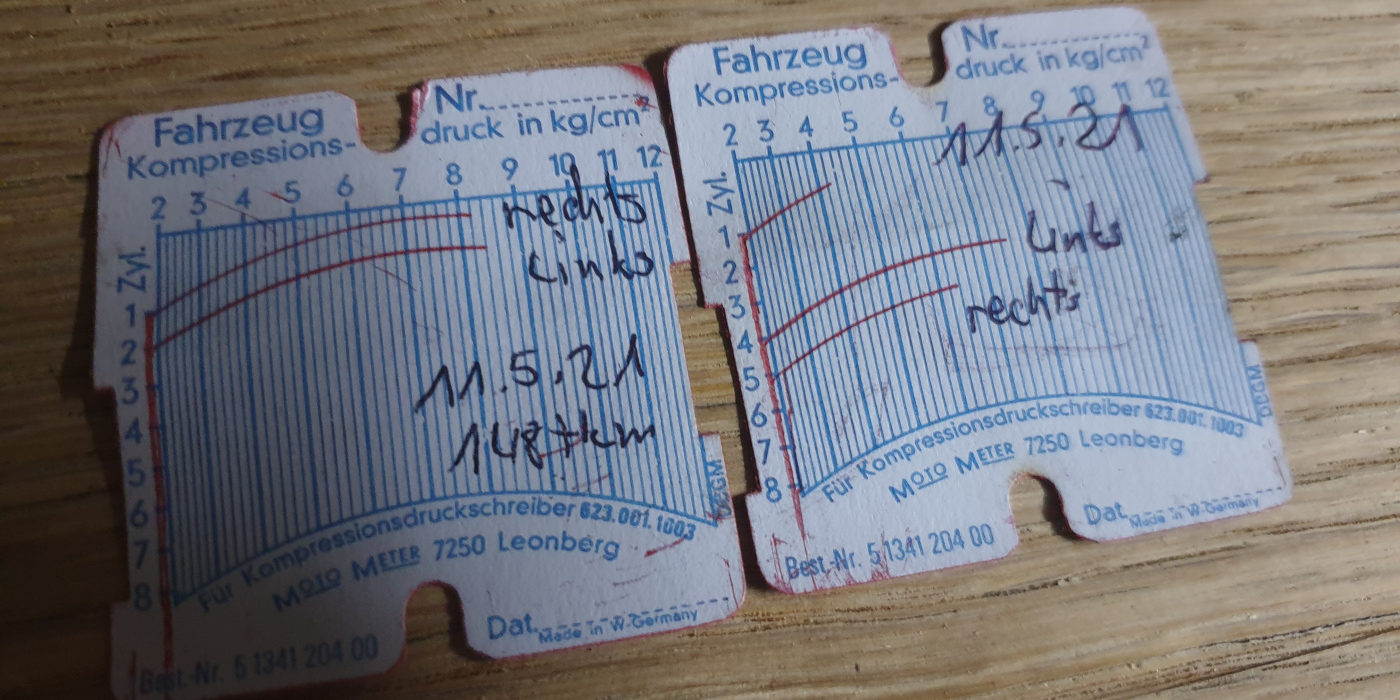 Fahrzeug Nr.
Kompressions- druck in kg/cm²
2 3 4 5 6 7 8 9 10 11 12
Zyl.
rechts
Links
1
2
3
4
5
6
7
8
11.5.21
148tkm
DBGM
Für Kompressionsdruckschreiber 623.001.1003
MOTO METER 7250 Leonberg
Dat.
Made in W.-Germany
Best.-Nr. 5 1341 204 00
Fahrzeug Nr.
Kompressions- druck in kg/cm²
2 3 4 5 6 7 8 9 10 11 12
11.5.21
Zyl.
Links
rechts
1
2
3
4
5
6
7
8
DBGM
Für Kompressionsdruckschreiber 623.001.1003
MOTO METER 7250 Leonberg
Dat.
Made in W.-Germany
Best.-Nr. 5 1341 204 00